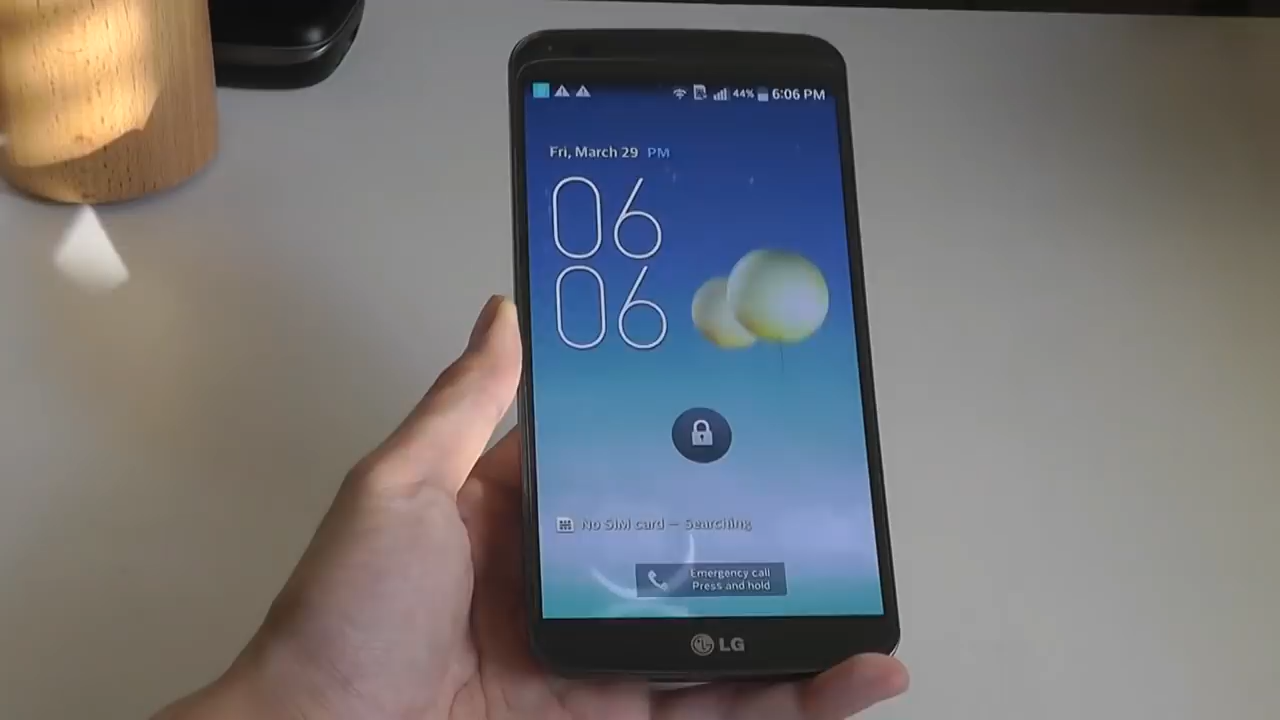 44% 6:06 PM
Fri, March 29 PM
06
06
No SIM card – Searching
Emergency call
Press and hold
LG